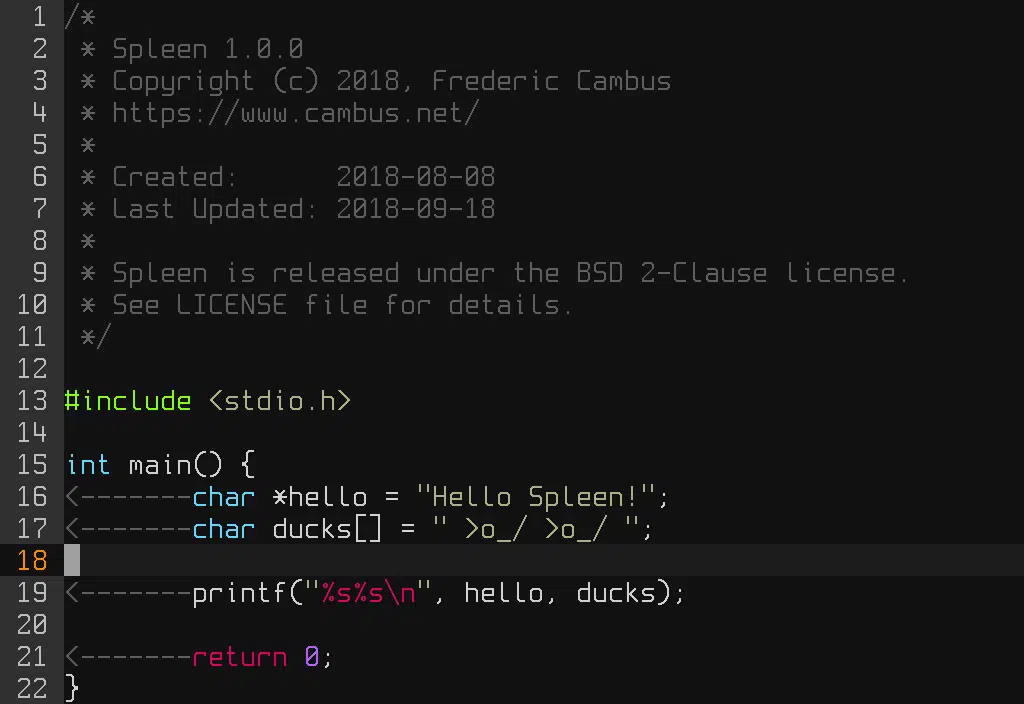 1 /*
2  * Spleen 1.0.0
3  * Copyright (c) 2018, Frederic Cambus
4  * https://www.cambus.net/
5  *
6  * Created:      2018-08-08
7  * Last Updated: 2018-09-18
8  *
9  * Spleen is released under the BSD 2-Clause license.
10  * See LICENSE file for details.
11  */
12
13 #include <stdio.h>
14
15 int main() {
16 <-------char *hello = "Hello Spleen!";
17 <-------char ducks[] = " >o_/ >o_/ ";
18
19 <-------printf("%s%s\n", hello, ducks);
20
21 <-------return 0;
22 }